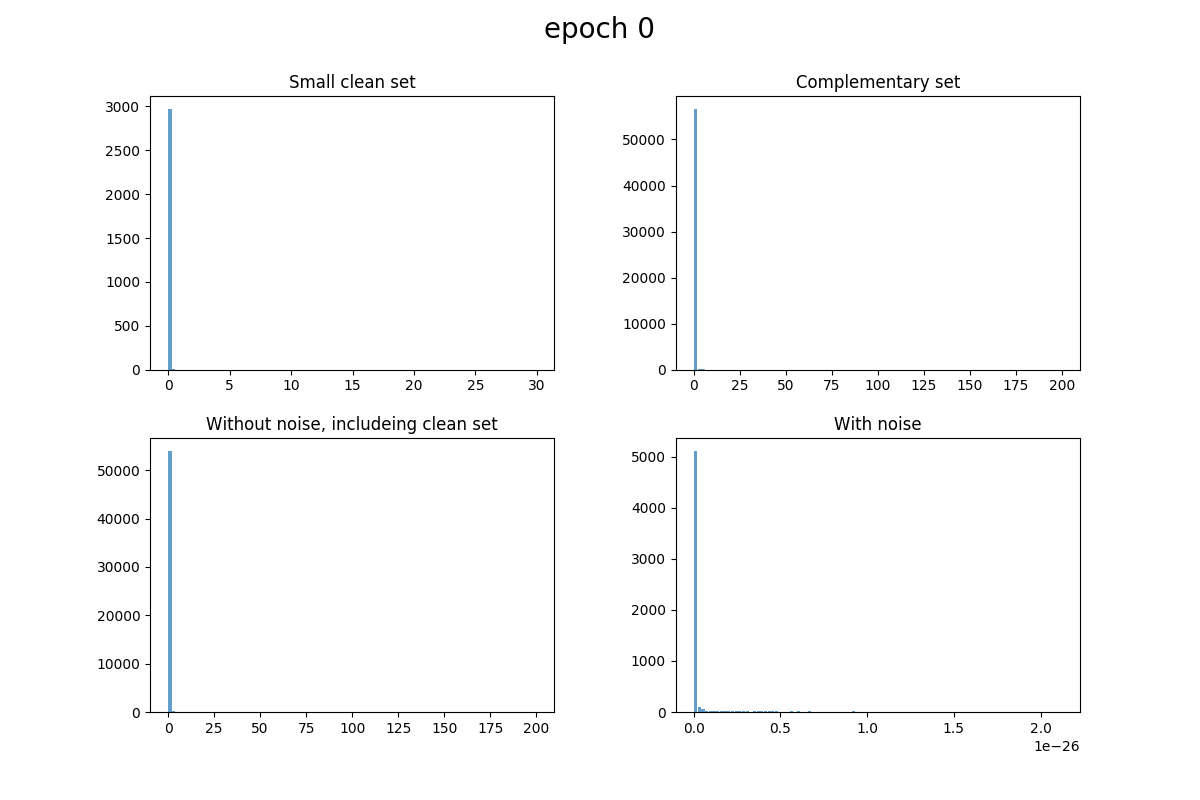 epoch 0
Small clean set
3000
2500
2000
1500
1000
500
0
0 5 10 15 20 25 30
Complementary set
50000
40000
30000
20000
10000
0
0 25 50 75 100 125 150 175 200
Without noise, includeing clean set
50000
40000
30000
20000
10000
0
0 25 50 75 100 125 150 175 200
With noise
5000
4000
3000
2000
1000
0
0.0 0.5 1.0 1.5 2.0
1e−26